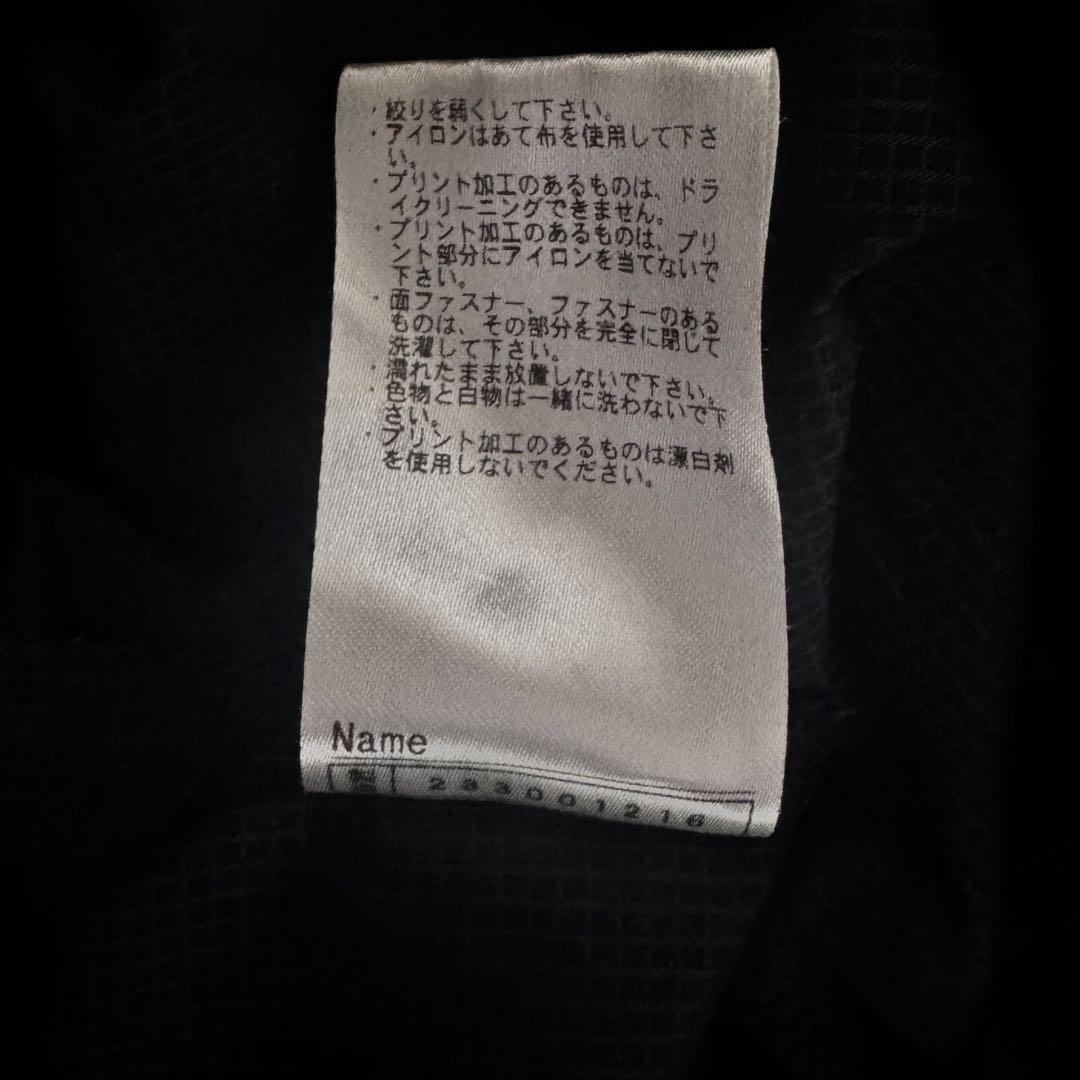 ・絞りを弱くして下さい。
・アイロンはあて布を使用して下さ
い。
・プリント加工のあるものは、ドラ
イクリーニングできません。
・プリント加工のあるものは、プリ
ント部分にアイロンを当てないで
下さい。
・面ファスナー、ファスナーのある
ものは、その部分を完全に閉じて
洗濯して下さい。
・濡れたまま放置しないで下さい。
・色物と白物は一緒に洗わないで下
さい。
・プリント加工のあるものは漂白剤
を使用しないでください。
Name
233001216